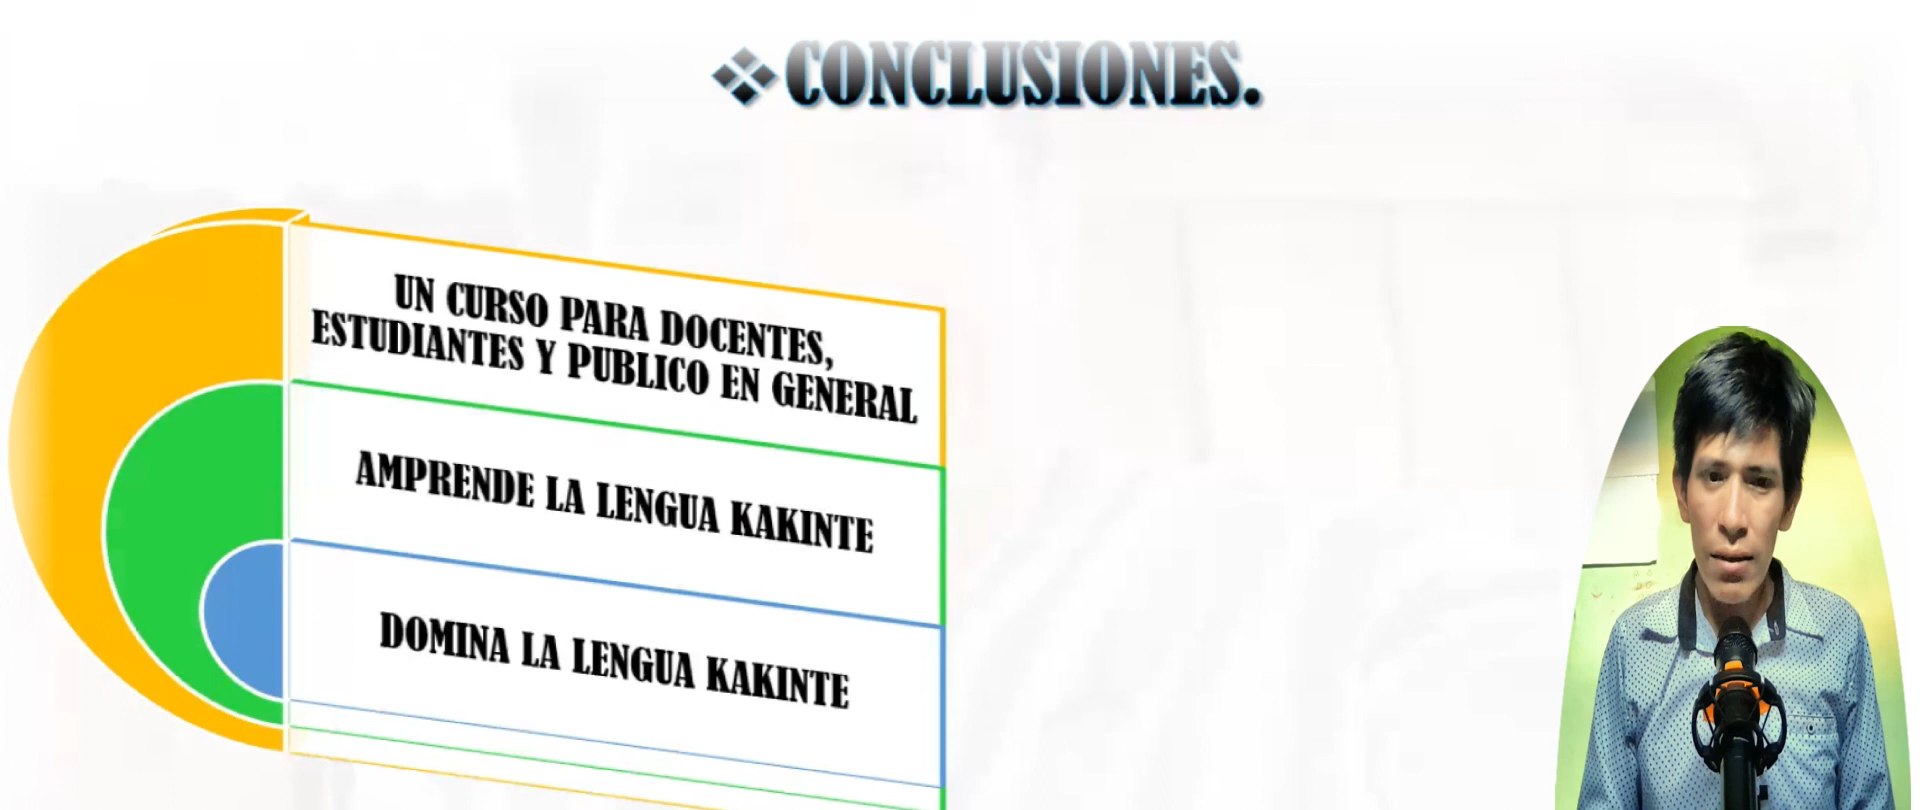 ❖ CONCLUSIONES.
UN CURSO PARA DOCENTES,
ESTUDIANTES Y PUBLICO EN GENERAL
AMPRENDE LA LENGUA KAKINTE
DOMINA LA LENGUA KAKINTE